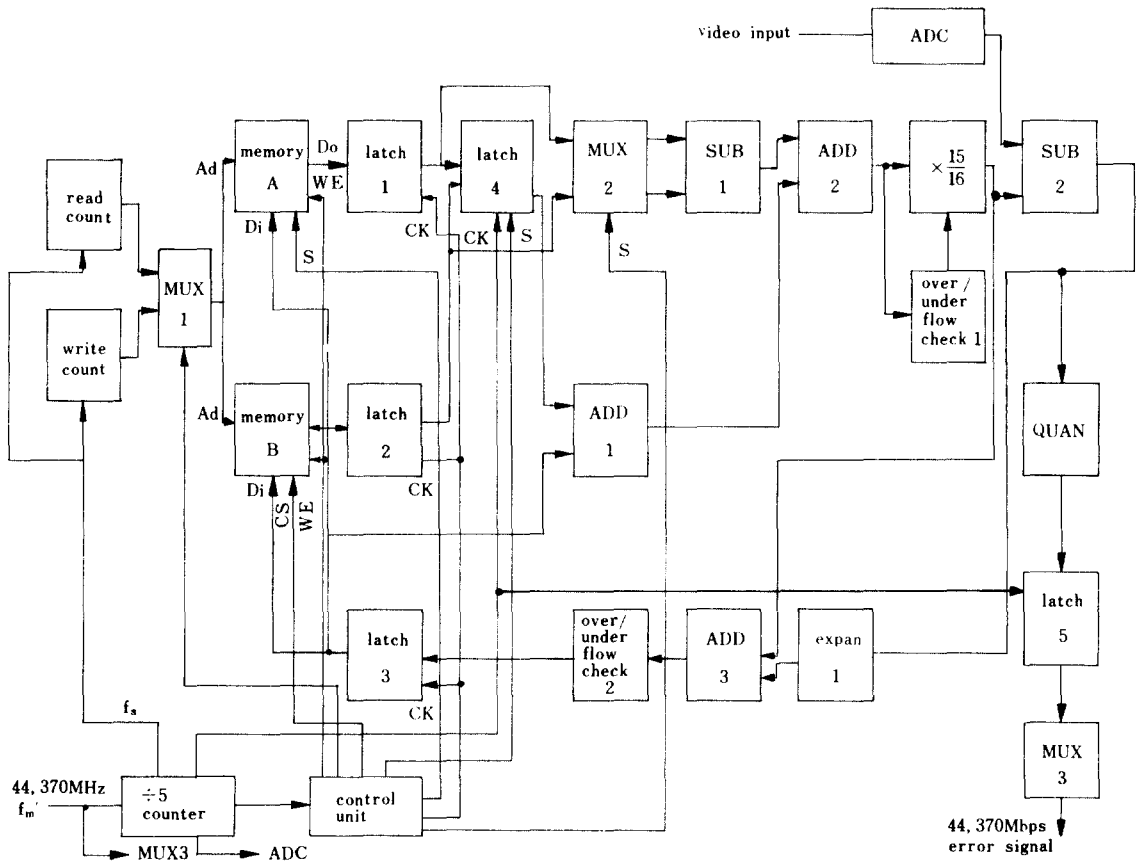 video input
ADC
memory
A
Do
WE
latch
1
latch
4
MUX
2
SUB
1
ADD
2
× 15/16
SUB
2
Ad
read
count
Di
S
CK
CK
S
S
MUX
1
over /
under
flow
check 1
write
count
Ad
memory
B
latch
2
ADD
1
QUAN
Di
CS
WE
CK
latch
5
latch
3
over/
under
flow
check
2
ADD
3
expan
1
CK
fs
MUX
3
44, 370MHz
fm'
÷5
counter
control
unit
44, 370Mbps
error signal
MUX3
ADC